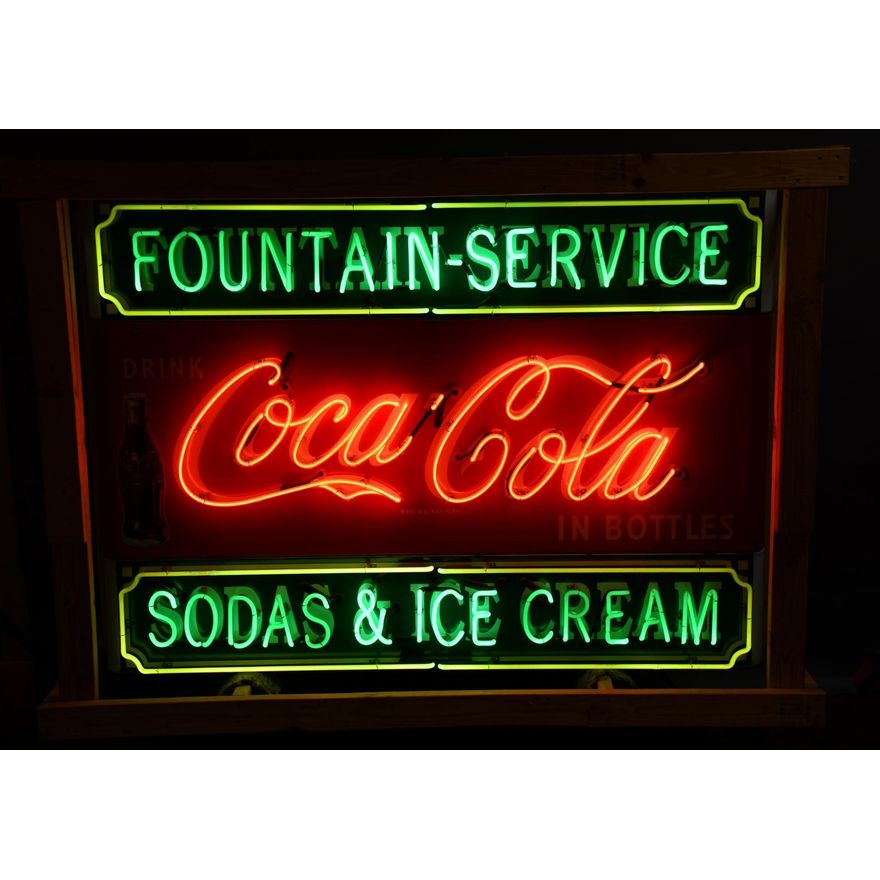 FOUNTAIN-SERVICE
DRINK
Coca-Cola
IN BOTTLES
SODAS & ICE CREAM